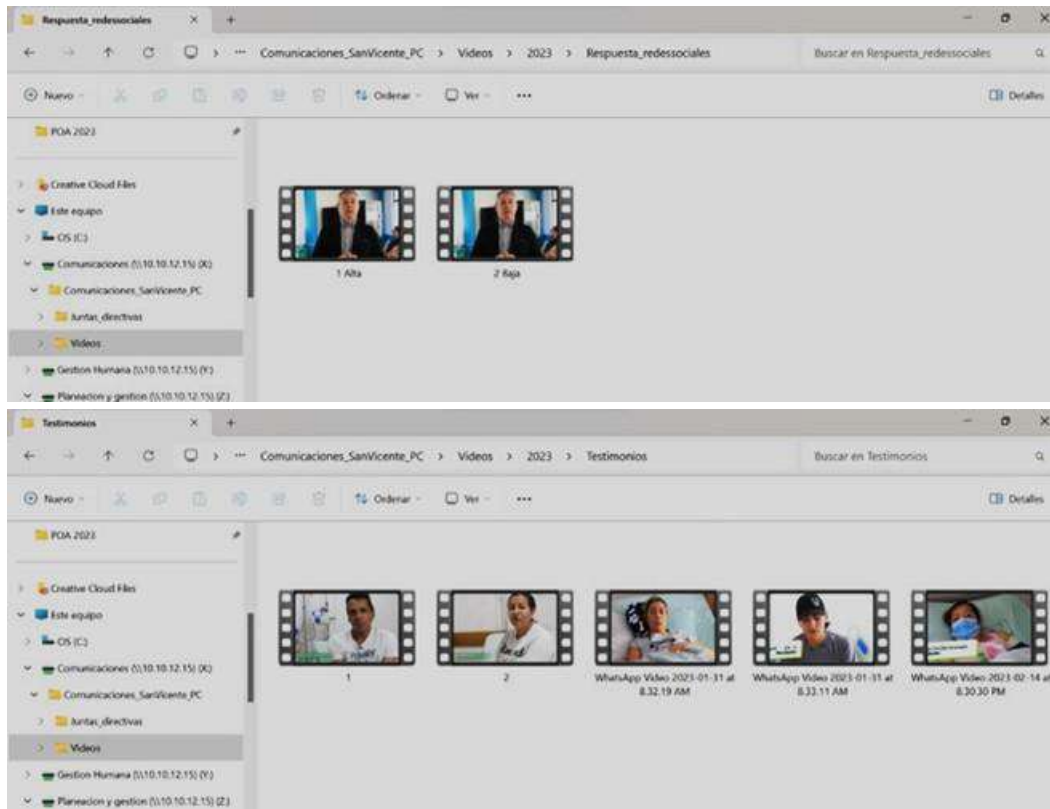 Respuesta_redessociales
Comunicaciones_SanVicente_PC > Videos > 2023 > Respuesta_redessociales
Buscar en Respuesta_redessociales
Nuevo
Ordenar
Ver
Detalles
POA 2023
Creative Cloud Files
Este equipo
OS (C:)
Comunicaciones (\\10.10.12.15) (X:)
Comunicaciones_SanVicente_PC
Juntas_directivas
Videos
Gestion Humana (\\10.10.12.15) (Y:)
Planeacion y gestion (\\10.10.12.15) (Z:)
1 Alta
2 Baja
Testimonios
Comunicaciones_SanVicente_PC > Videos > 2023 > Testimonios
Buscar en Testimonios
Nuevo
Ordenar
Ver
Detalles
POA 2023
Creative Cloud Files
Este equipo
OS (C:)
Comunicaciones (\\10.10.12.15) (X:)
Comunicaciones_SanVicente_PC
Juntas_directivas
Videos
Gestion Humana (\\10.10.12.15) (Y:)
Planeacion y gestion (\\10.10.12.15) (Z:)
1
2
WhatsApp Video 2023-01-31 at
8.32.19 AM
WhatsApp Video 2023-01-31 at
8.33.11 AM
WhatsApp Video 2023-02-14 at
8.30.30 PM